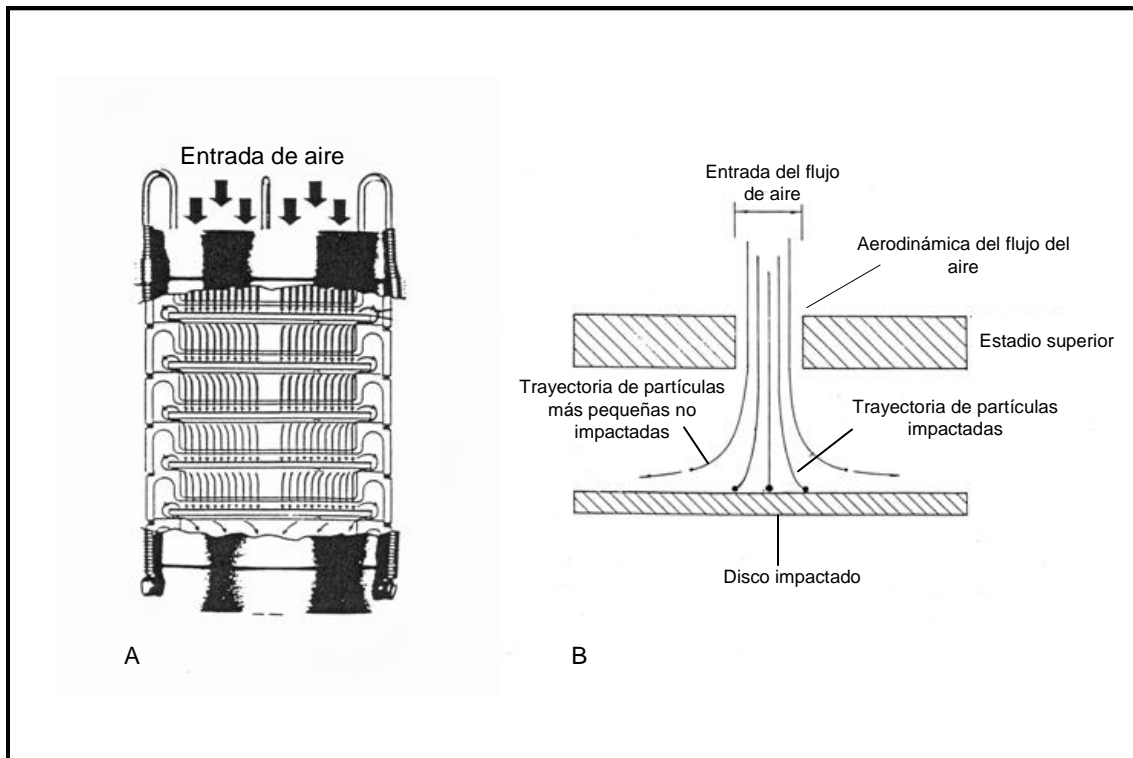 Entrada de aire
A
Entrada del flujo
de aire
Aerodinámica del flujo del
aire
Estadio superior
Trayectoria de partículas
más pequeñas no
impactadas
Trayectoria de partículas
impactadas
Disco impactado
B